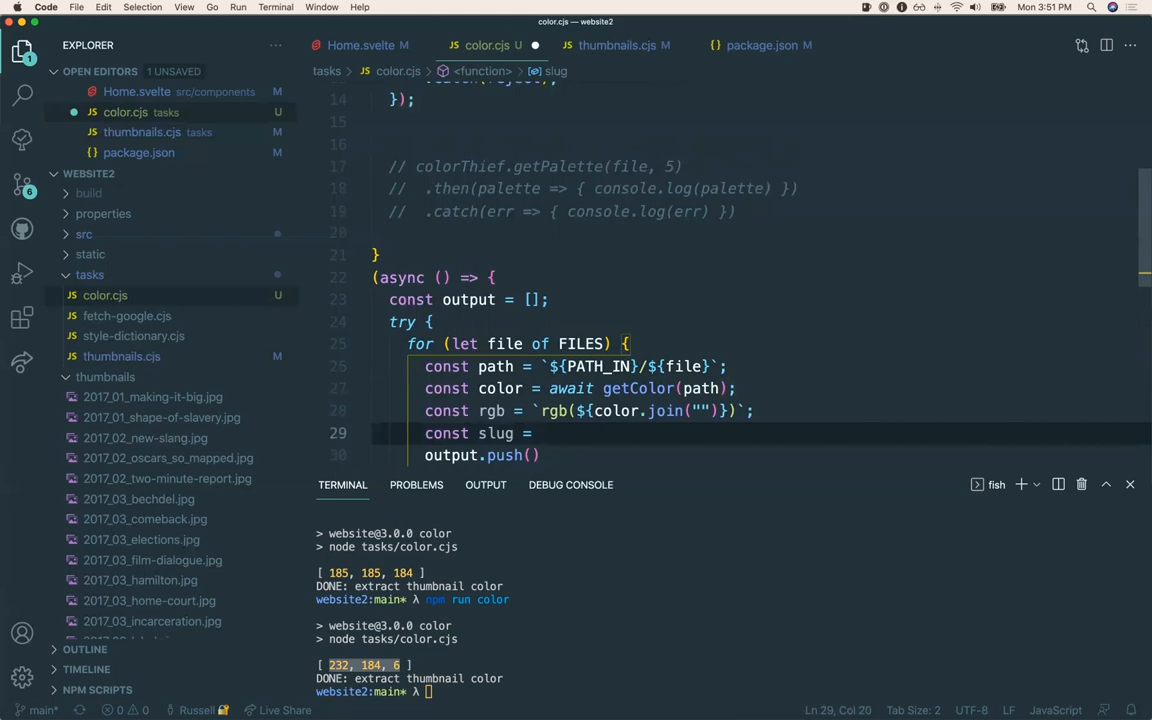 Code File Edit Selection View Go Run Terminal Window Help Mon 3:51 PM
color.cjs — website2
EXPLORER
Home.svelte M color.cjs U thumbnails.cjs M package.json M
tasks color.cjs <function> slug
OPEN EDITORS 1 UNSAVED
Home.svelte src/components M
color.cjs tasks U
thumbnails.cjs tasks M
package.json M
WEBSITE2
build
properties
src
static
tasks
color.cjs U
fetch-google.cjs
style-dictionary.cjs
thumbnails.cjs M
thumbnails
2017_01_making-it-big.jpg
2017_01_shape-of-slavery.jpg
2017_02_new-slang.jpg
2017_02_oscars_so_mapped.jpg
2017_02_two-minute-report.jpg
2017_03_bechdel.jpg
2017_03_comeback.jpg
2017_03_elections.jpg
2017_03_film-dialogue.jpg
2017_03_hamilton.jpg
2017_03_home-court.jpg
2017_03_incarceration.jpg
OUTLINE
TIMELINE
NPM SCRIPTS
14 });
15
16
17 // colorThief.getPalette(file, 5)
18 // .then(palette => { console.log(palette) })
19 // .catch(err => { console.log(err) })
20
21 }
22 (async () => {
23 const output = [];
24 try {
25 for (let file of FILES) {
26 const path = `${PATH_IN}/${file}`;
27 const color = await getColor(path);
28 const rgb = `rgb(${color.join("")})`;
29 const slug =
30 output.push()
TERMINAL PROBLEMS OUTPUT DEBUG CONSOLE fish
> website@3.0.0 color
> node tasks/color.cjs
[ 185, 185, 184 ]
DONE: extract thumbnail color
website2:main* λ npm run color
> website@3.0.0 color
> node tasks/color.cjs
[ 232, 184, 6 ]
DONE: extract thumbnail color
website2:main* λ
main* 0 0 Russell Live Share Ln 29, Col 20 Tab Size: 2 UTF-8 LF JavaScript